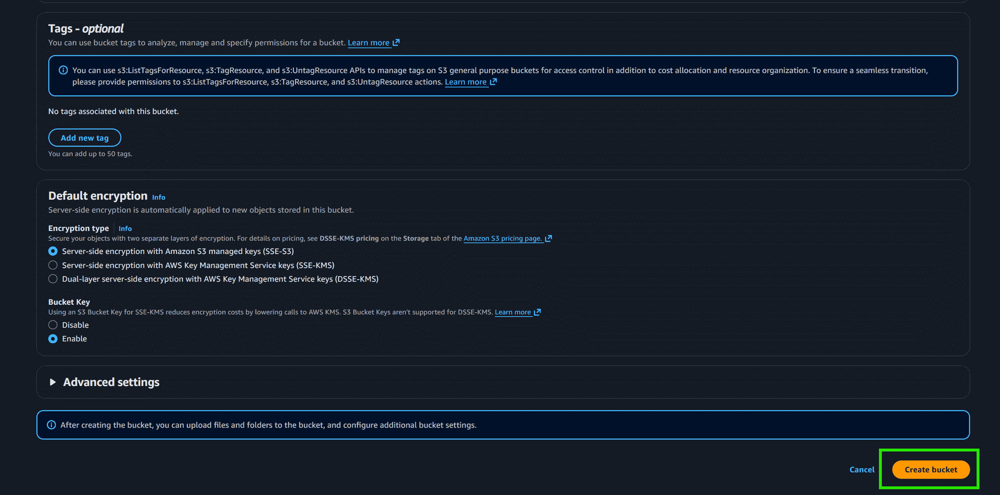 Tags - optional
You can use bucket tags to analyze, manage and specify permissions for a bucket. Learn more
You can use s3:ListTagsForResource, s3:TagResource, and s3:UntagResource APIs to manage tags on S3 general purpose buckets for access control in addition to cost allocation and resource organization. To ensure a seamless transition,
please provide permissions to s3:ListTagsForResource, s3:TagResource, and s3:UntagResource actions. Learn more
No tags associated with this bucket.
Add new tag
You can add up to 50 tags.
Default encryption Info
Server-side encryption is automatically applied to new objects stored in this bucket.
Encryption type Info
Secure your objects with two separate layers of encryption. For details on pricing, see DSSE-KMS pricing on the Storage tab of the Amazon S3 pricing page.
Server-side encryption with Amazon S3 managed keys (SSE-S3)
Server-side encryption with AWS Key Management Service keys (SSE-KMS)
Dual-layer server-side encryption with AWS Key Management Service keys (DSSE-KMS)
Bucket Key
Using an S3 Bucket Key for SSE-KMS reduces encryption costs by lowering calls to AWS KMS. S3 Bucket Keys aren't supported for DSSE-KMS. Learn more
Disable
Enable
Advanced settings
After creating the bucket, you can upload files and folders to the bucket, and configure additional bucket settings.
Cancel
Create bucket